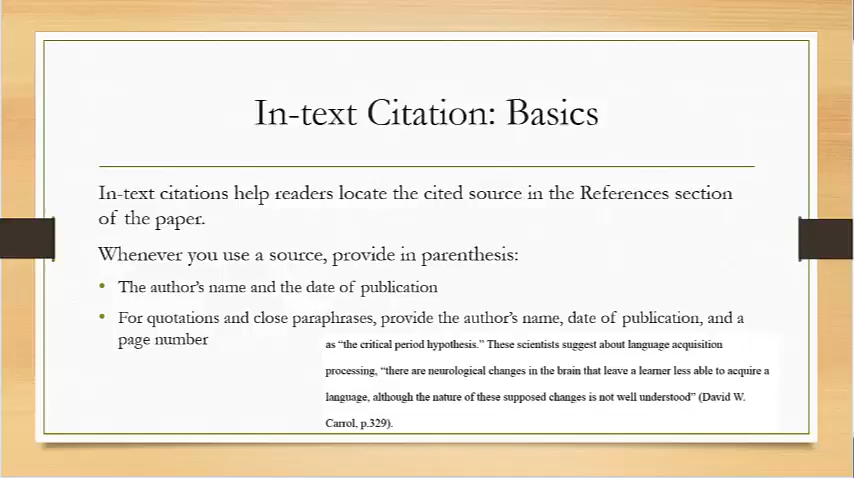 In-text Citation: Basics
In-text citations help readers locate the cited source in the References section
of the paper.
Whenever you use a source, provide in parenthesis:
• The author's name and the date of publication
• For quotations and close paraphrases, provide the author's name, date of publication, and a
page number
as “the critical period hypothesis.” These scientists suggest about language acquisition
processing, “there are neurological changes in the brain that leave a learner less able to acquire a
language, although the nature of these supposed changes is not well understood” (David W.
Carrol, p.329).